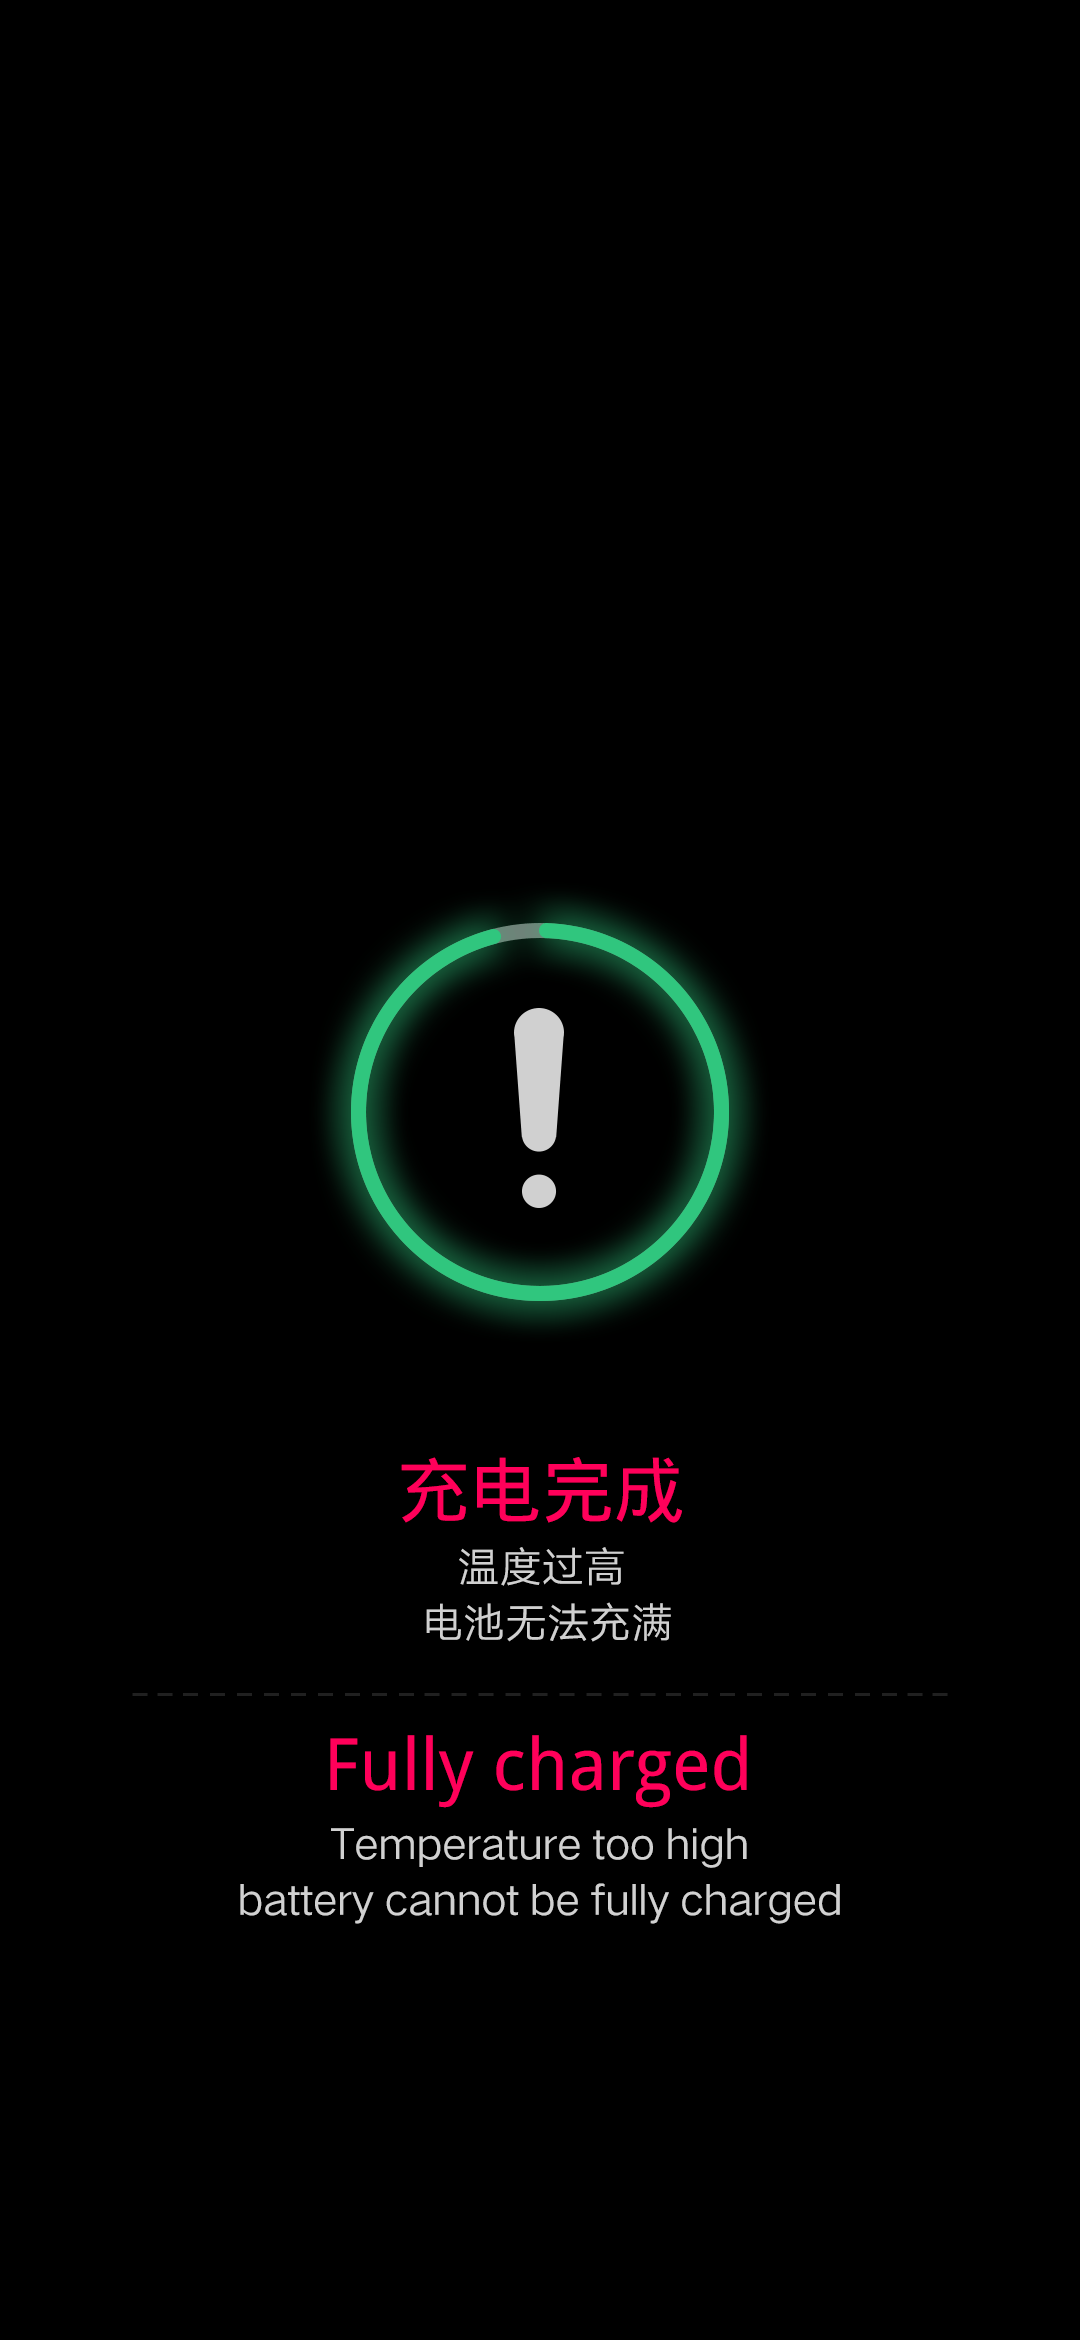 充电完成
温度过高
电池无法充满
Fully charged
Temperature too high
battery cannot be fully charged